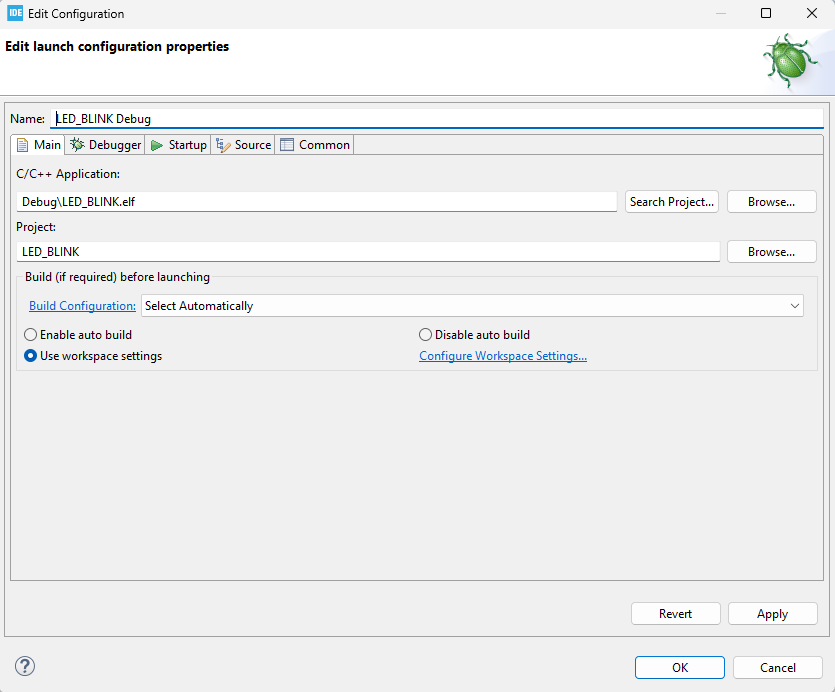 IDE Edit Configuration
Edit launch configuration properties
Name: LED_BLINK Debug
Main Debugger Startup Source Common
C/C++ Application:
Debug\LED_BLINK.elf Search Project... Browse...
Project:
LED_BLINK Browse...
Build (if required) before launching
Build Configuration: Select Automatically
Enable auto build Disable auto build
Use workspace settings Configure Workspace Settings...
Revert Apply
? OK Cancel